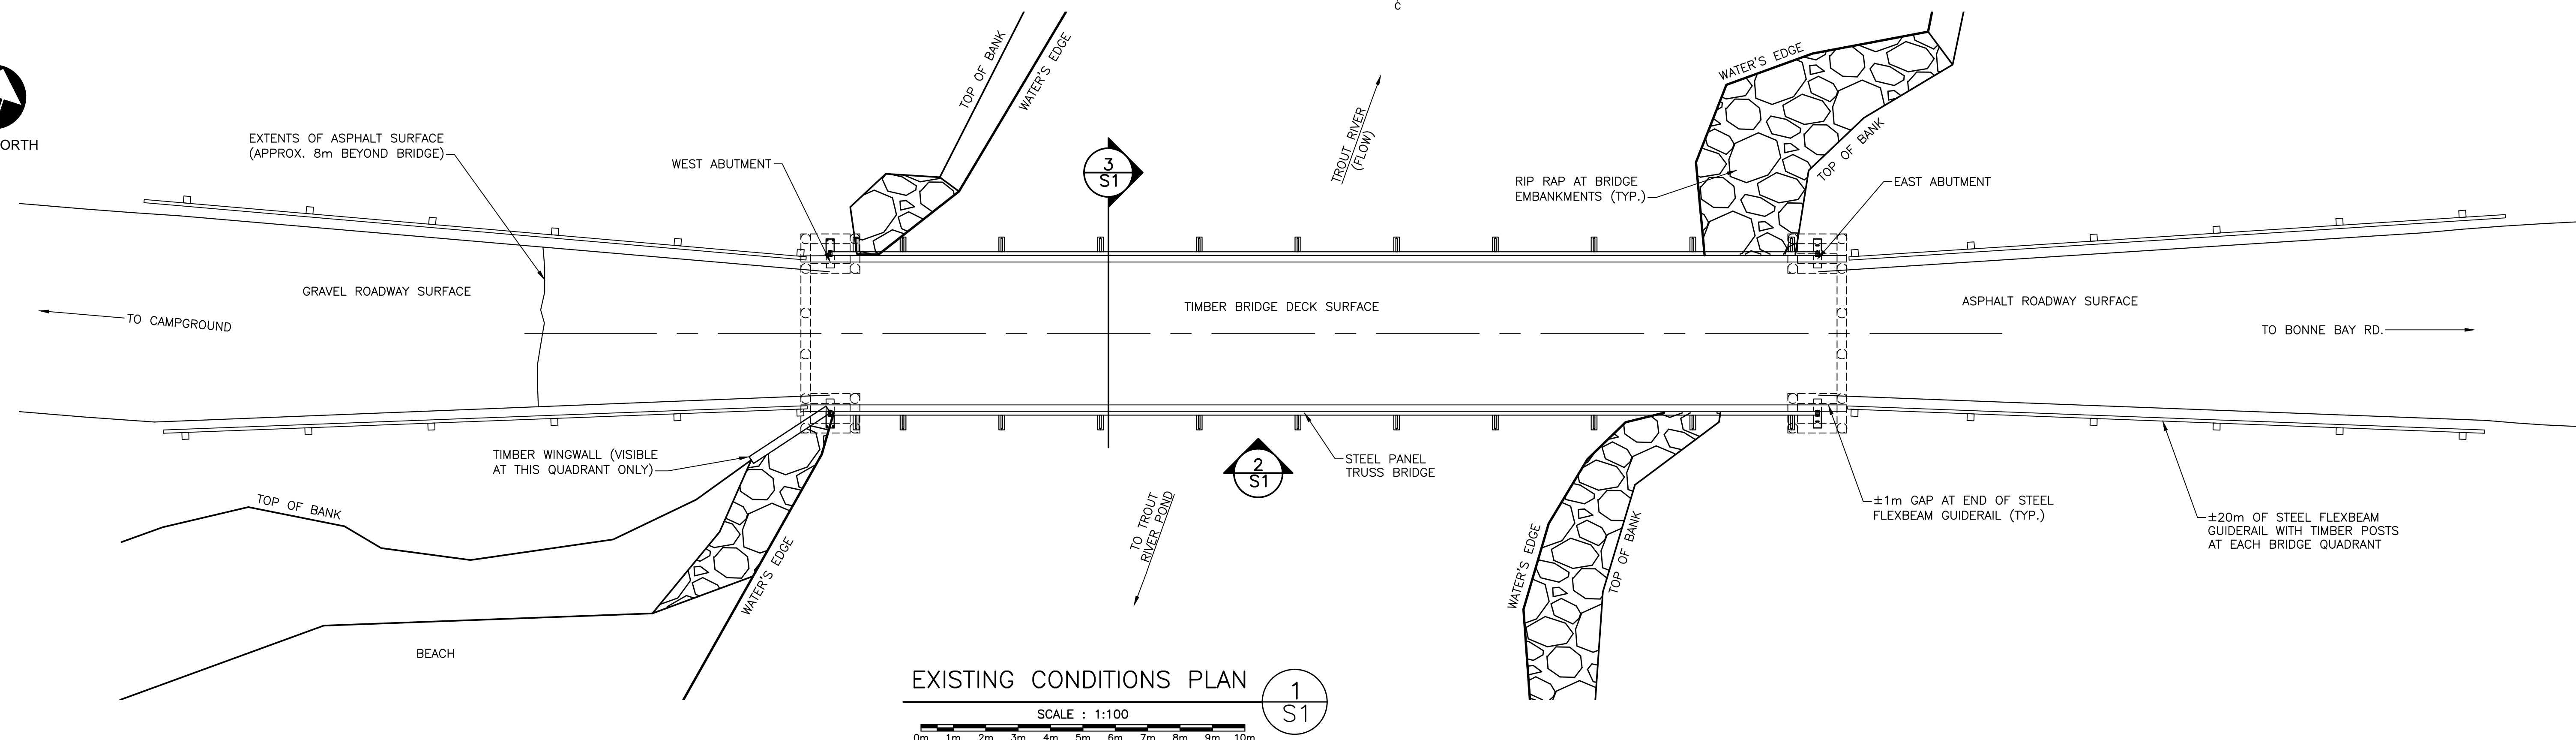 C
ORTH
EXTENTS OF ASPHALT SURFACE
(APPROX. 8m BEYOND BRIDGE)
WEST ABUTMENT
TOP OF BANK
WATER'S EDGE
3
S1
TROUT RIVER
(FLOW)
WATER'S EDGE
RIP RAP AT BRIDGE
EMBANKMENTS (TYP.)
TOP OF BANK
EAST ABUTMENT
GRAVEL ROADWAY SURFACE
TO CAMPGROUND
TIMBER BRIDGE DECK SURFACE
ASPHALT ROADWAY SURFACE
TO BONNE BAY RD.
TIMBER WINGWALL (VISIBLE
AT THIS QUADRANT ONLY)
TOP OF BANK
WATER'S EDGE
BEACH
TO TROUT
RIVER POND
2
S1
STEEL PANEL
TRUSS BRIDGE
WATER'S EDGE
TOP OF BANK
±1m GAP AT END OF STEEL
FLEXBEAM GUIDERAIL (TYP.)
±20m OF STEEL FLEXBEAM
GUIDERAIL WITH TIMBER POSTS
AT EACH BRIDGE QUADRANT
EXISTING CONDITIONS PLAN
1
S1
SCALE : 1:100
0m 1m 2m 3m 4m 5m 6m 7m 8m 9m 10m